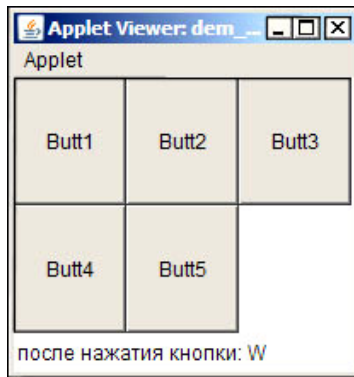 Applet Viewer: dem_...
Applet
Butt1 Butt2 Butt3
Butt4 Butt5
после нажатия кнопки: W